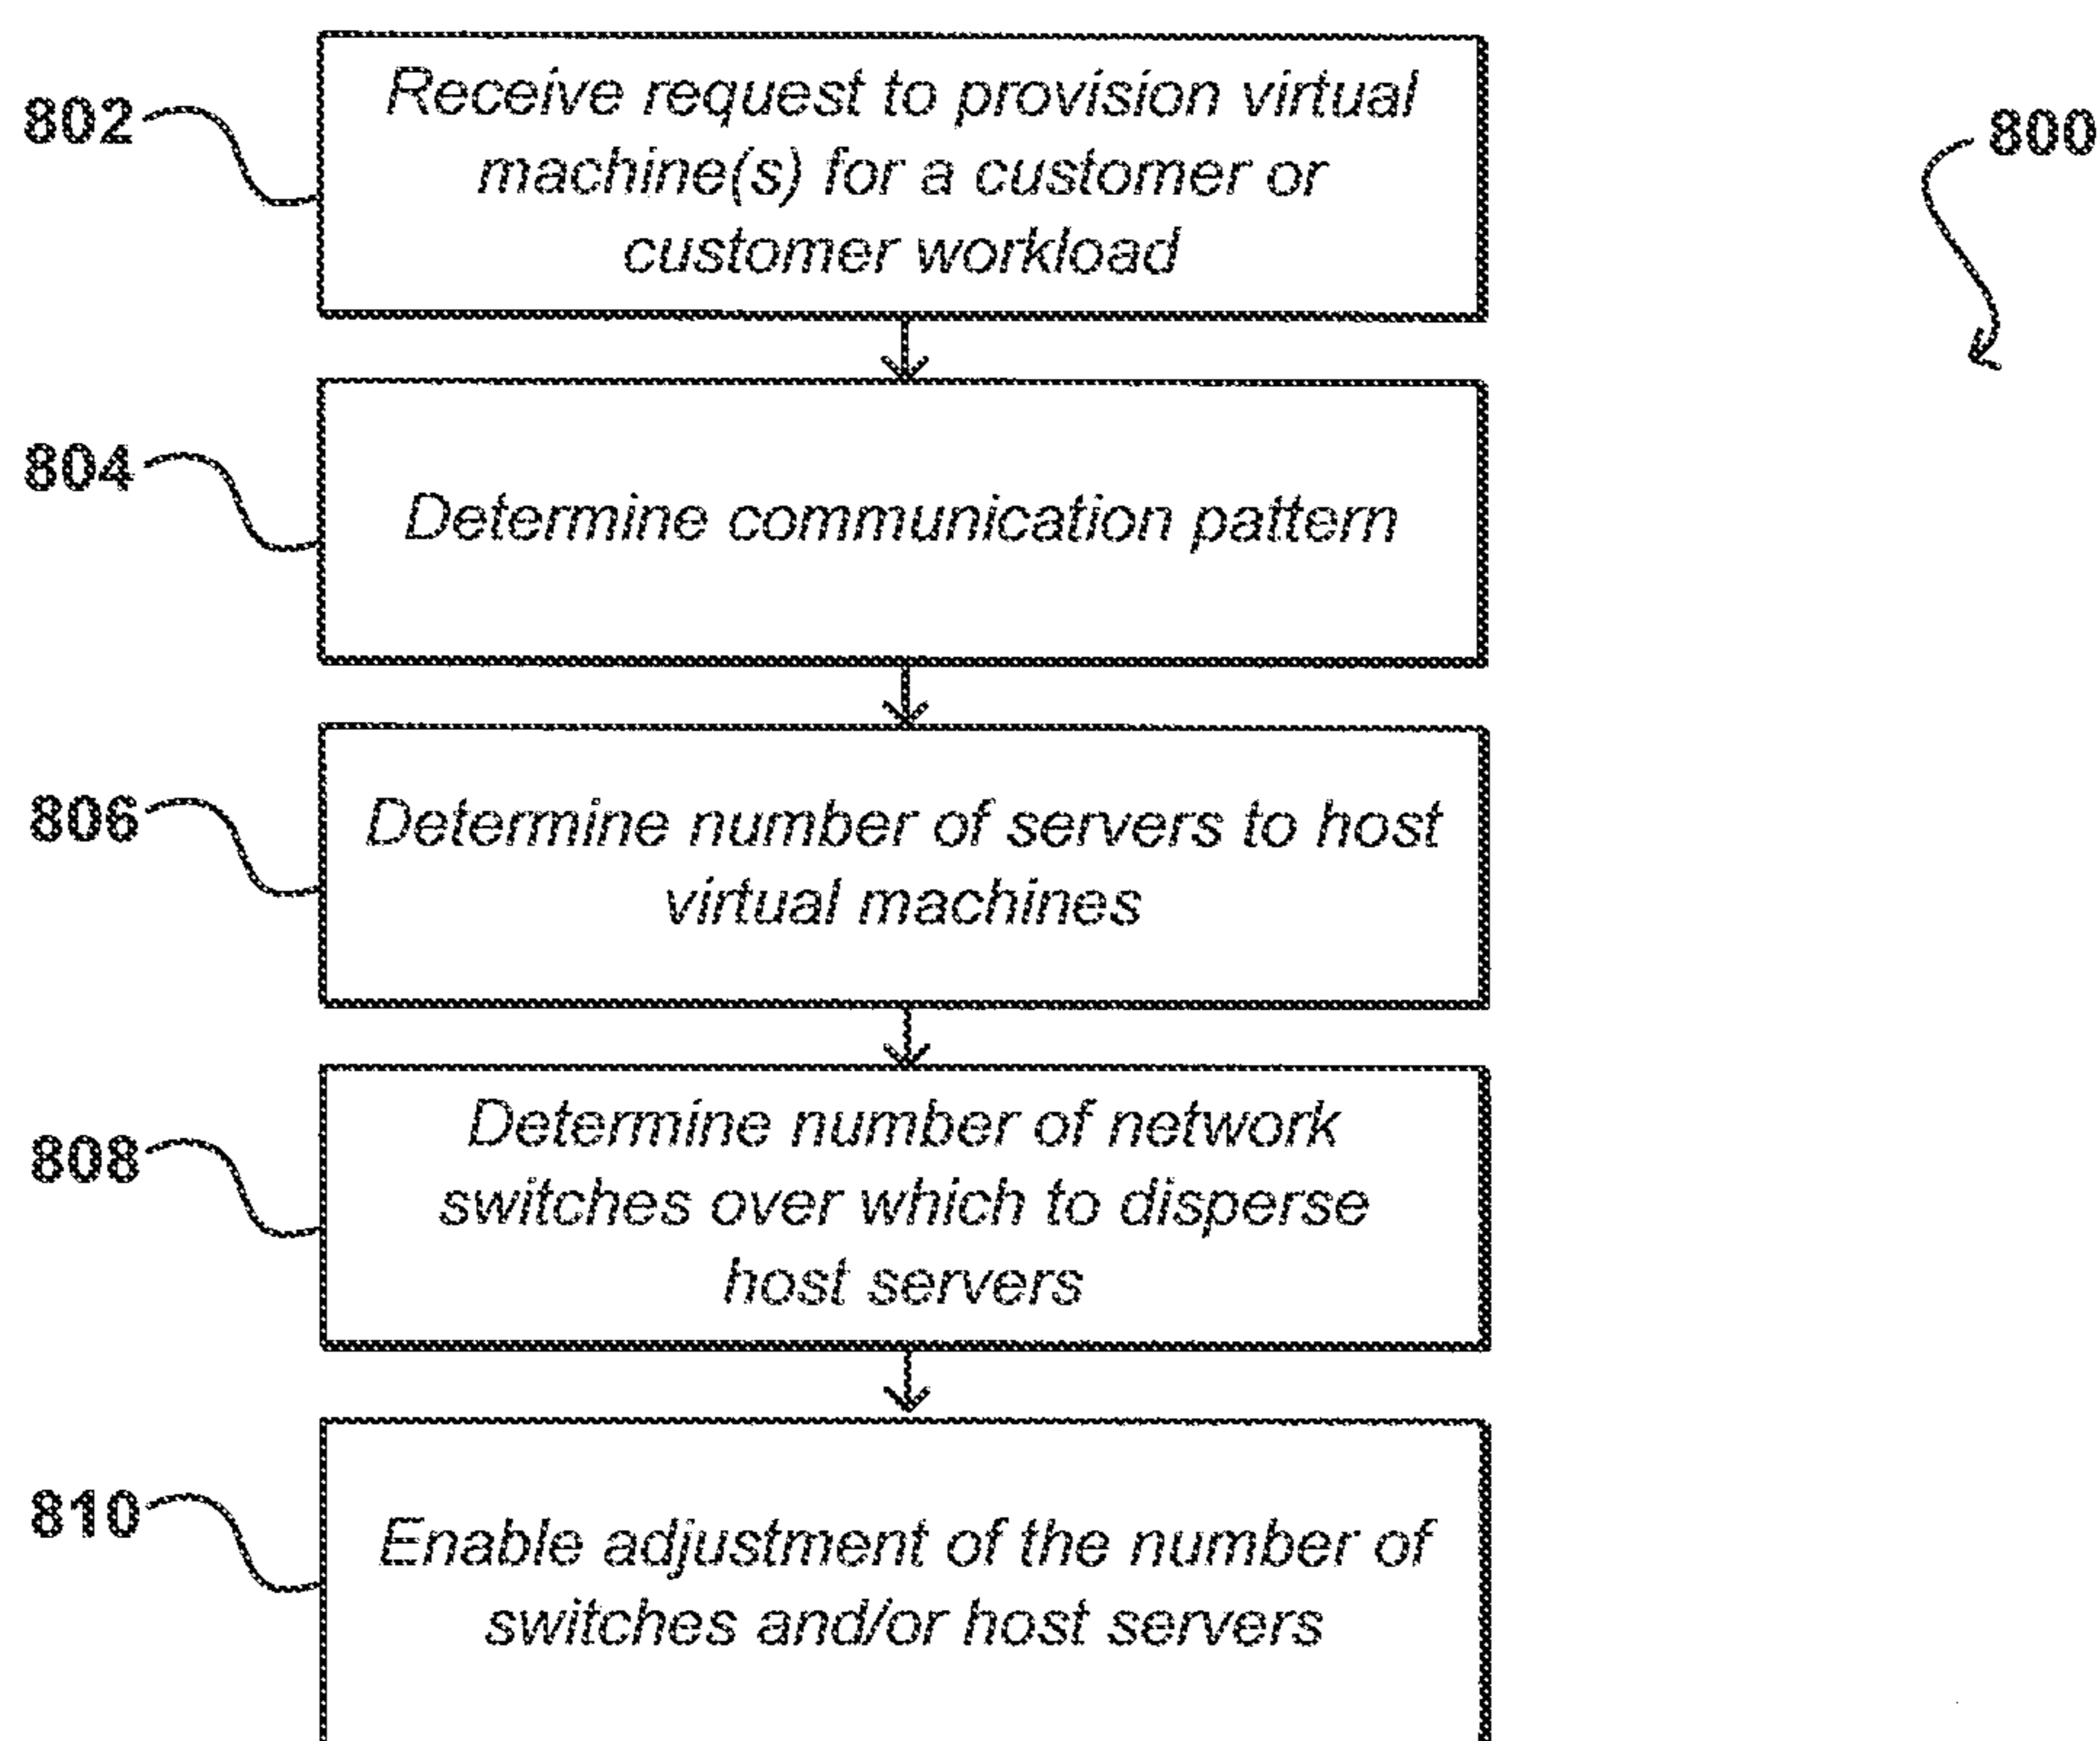 802
Receive request to provision virtual
machine(s) for a customer or
customer workload
800
804
Determine communication pattern
806
Determine number of servers to host
virtual machines
808
Determine number of network
switches over which to disperse
host servers
810
Enable adjustment of the number of
switches and/or host servers